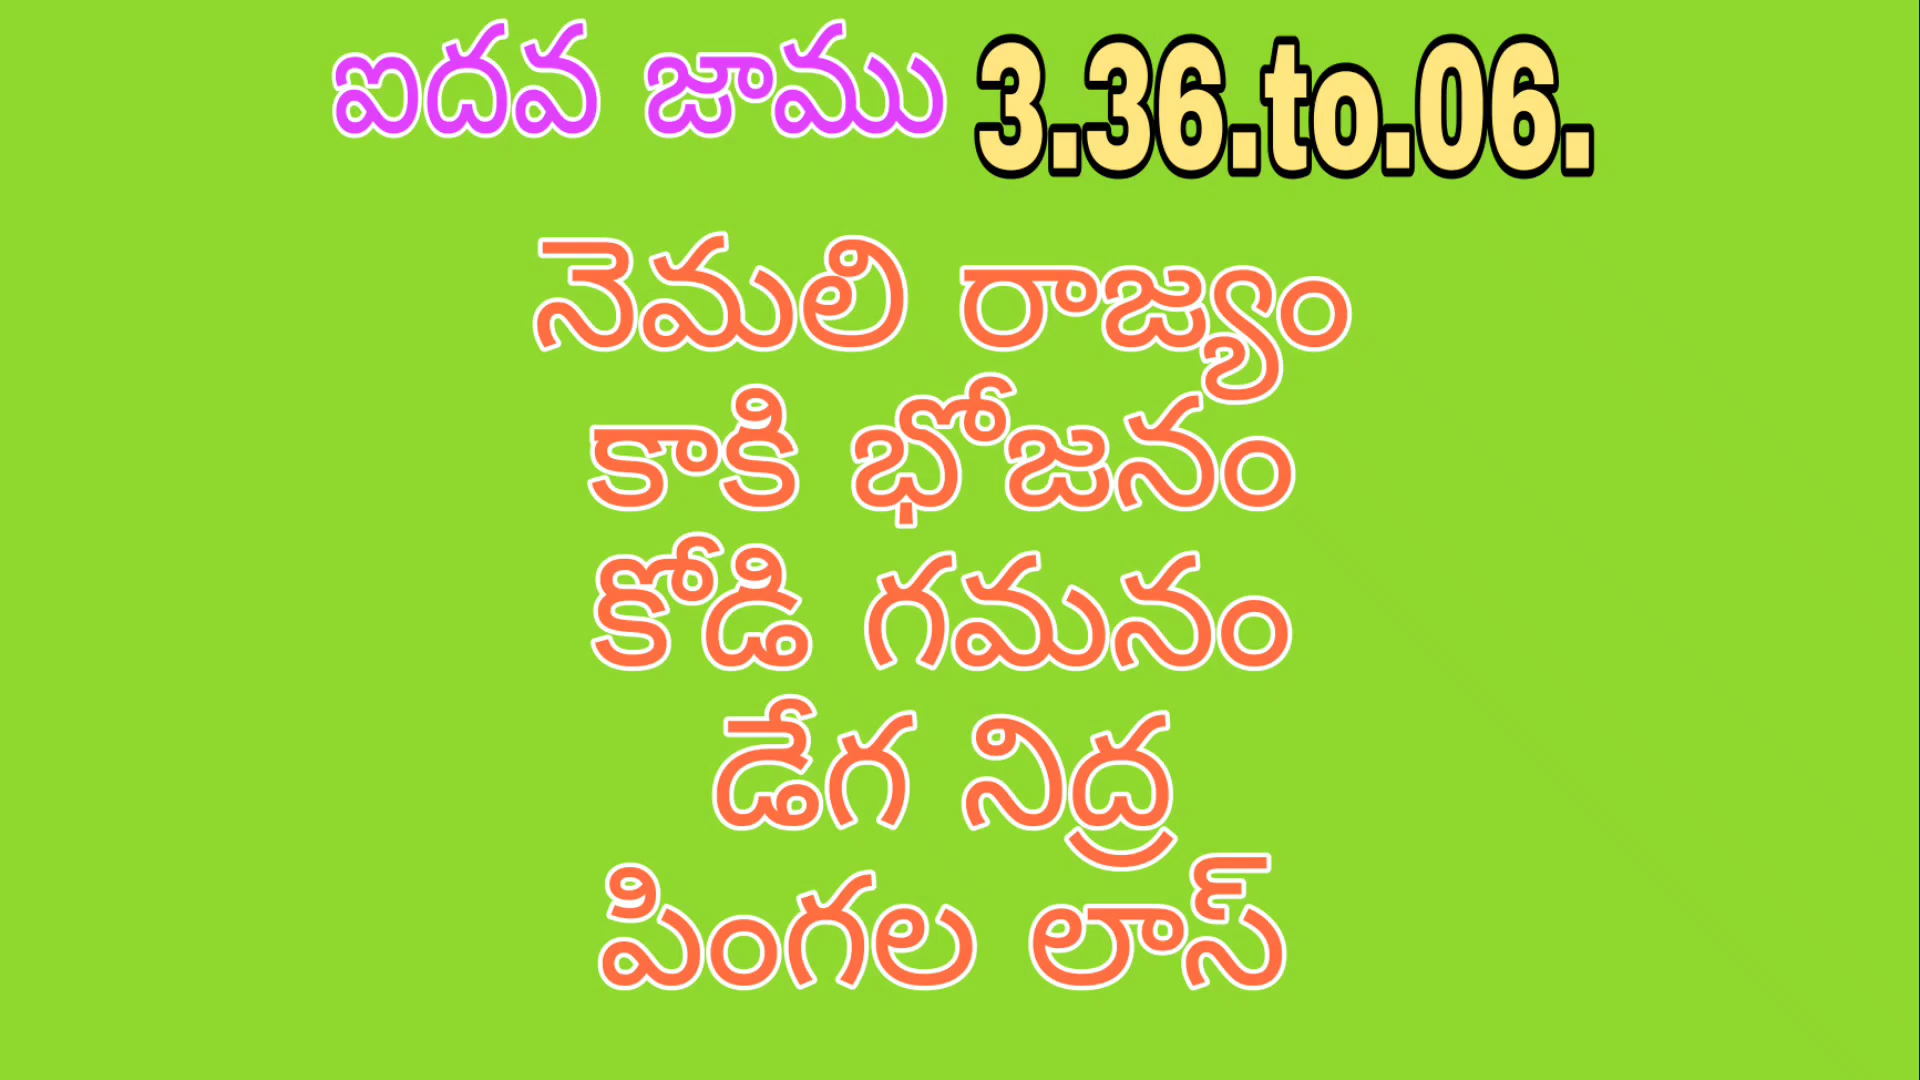 ఐదవ జాము 3.36.to.06.
నెమలి రాజ్యం
కాకి భోజనం
కోడి గమనం
డేగ నిద్ర
పింగల లాస్